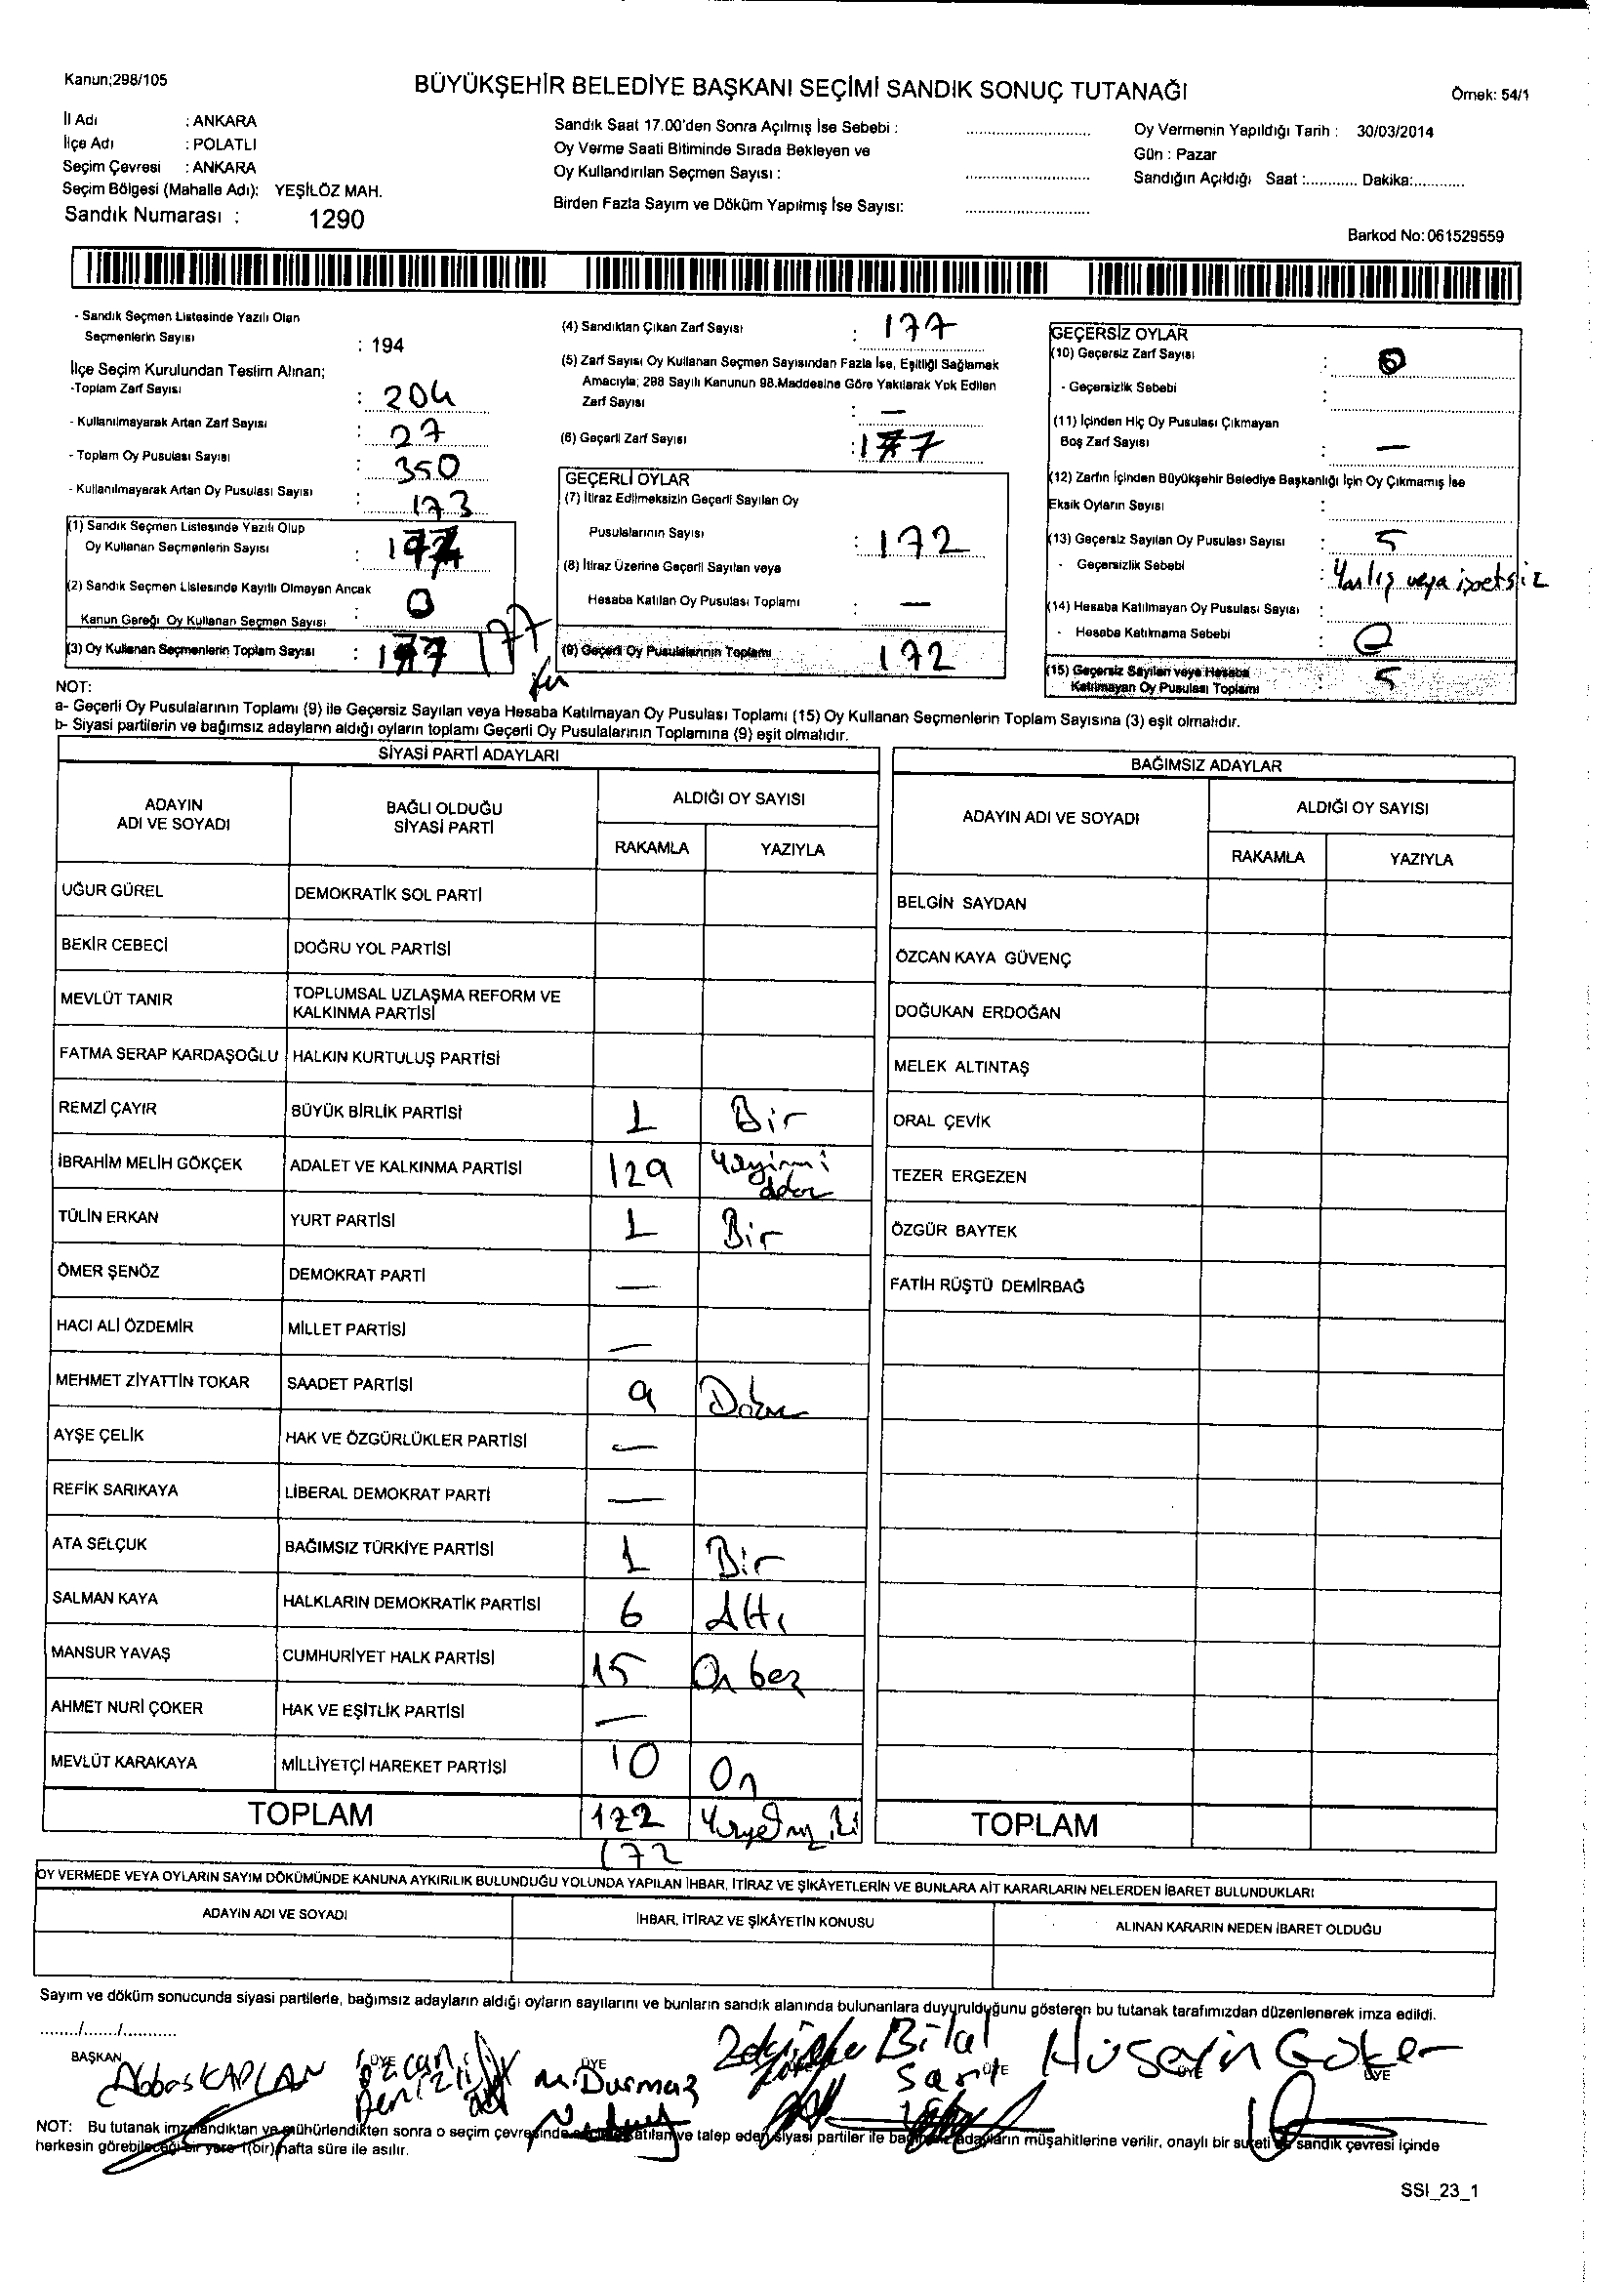 Kanun;298/105
BÜYÜKŞEHİR BELEDİYE BAŞKANI SEÇİMİ SANDIK SONUÇ TUTANAĞI
Örnek: 54/1
İl Adı : ANKARA
İlçe Adı : POLATLI
Seçim Çevresi : ANKARA
Seçim Bölgesi (Mahalle Adı): YEŞİLÖZ MAH.
Sandık Numarası : 1290
Sandık Saat 17.00'den Sonra Açılmış İse Sebebi :
Oy Verme Saati Bitiminde Sırada Bekleyen ve
Oy Kullandırılan Seçmen Sayısı :
Birden Fazla Sayım ve Döküm Yapılmış İse Sayısı:
Oy Vermenin Yapıldığı Tarih : 30/03/2014
Gün : Pazar
Sandığın Açıldığı Saat :............ Dakika:...........
Barkod No: 061529559
- Sandık Seçmen Listesinde Yazılı Olan
Seçmenlerin Sayısı : 194
İlçe Seçim Kurulundan Teslim Alınan;
-Toplam Zarf Sayısı : 204
- Kullanılmayarak Artan Zarf Sayısı : 27
- Toplam Oy Pusulası Sayısı : 350
- Kullanılmayarak Artan Oy Pusulası Sayısı : 173
(1) Sandık Seçmen Listesinde Yazılı Olup
Oy Kullanan Seçmenlerin Sayısı : 177
(2) Sandık Seçmen Listesinde Kayıtlı Olmayan Ancak
Kanun Gereği Oy Kullanan Seçmen Sayısı : 0
(3) Oy Kullanan Seçmenlerin Toplam Sayısı : 177 177
(4) Sandıktan Çıkan Zarf Sayısı : 177
(5) Zarf Sayısı Oy Kullanan Seçmen Sayısından Fazla İse, Eşitliği Sağlamak
Amacıyla; 298 Sayılı Kanunun 98.Maddesine Göre Yakılarak Yok Edilen
Zarf Sayısı : —
(6) Geçerli Zarf Sayısı : 177
GEÇERLİ OYLAR
(7) İtiraz Edilmeksizin Geçerli Sayılan Oy
Pusulalarının Sayısı : 172
(8) İtiraz Üzerine Geçerli Sayılan veya
Hesaba Katılan Oy Pusulası Toplamı : —
(9) Geçerli Oy Pusulalarının Toplamı 172
GEÇERSİZ OYLAR
(10) Geçersiz Zarf Sayısı : 0
- Geçersizlik Sebebi :
(11) İçinden Hiç Oy Pusulası Çıkmayan
Boş Zarf Sayısı : —
(12) Zarfın İçinden Büyükşehir Belediye Başkanlığı İçin Oy Çıkmamış İse
Eksik Oyların Sayısı :
(13) Geçersiz Sayılan Oy Pusulası Sayısı : 5
- Geçersizlik Sebebi : Yanlış veya işaetsiz
(14) Hesaba Katılmayan Oy Pusulası Sayısı :
- Hesaba Katılmama Sebebi : 0
(15) Geçersiz Sayılan veya Hesaba
Katılmayan Oy Pusulası Toplamı : 5
NOT:
a- Geçerli Oy Pusulalarının Toplamı (9) ile Geçersiz Sayılan veya Hesaba Katılmayan Oy Pusulası Toplamı (15) Oy Kullanan Seçmenlerin Toplam Sayısına (3) eşit olmalıdır.
b- Siyasi partilerin ve bağımsız adayların aldığı oyların toplamı Geçerli Oy Pusulalarının Toplamına (9) eşit olmalıdır.
SİYASİ PARTİ ADAYLARI
ADAYIN ADI VE SOYADI
BAĞLI OLDUĞU SİYASİ PARTİ
ALDIĞI OY SAYISI
RAKAMLA YAZIYLA
UĞUR GÜREL DEMOKRATİK SOL PARTİ
BEKİR CEBECİ DOĞRU YOL PARTİSİ
MEVLÜT TANIR TOPLUMSAL UZLAŞMA REFORM VE
KALKINMA PARTİSİ
FATMA SERAP KARDAŞOĞLU HALKIN KURTULUŞ PARTİSİ
REMZİ ÇAYIR BÜYÜK BİRLİK PARTİSİ 1 Bir
İBRAHİM MELİH GÖKÇEK ADALET VE KALKINMA PARTİSİ 129
TÜLİN ERKAN YURT PARTİSİ 1 Bir
ÖMER ŞENÖZ DEMOKRAT PARTİ —
HACI ALİ ÖZDEMİR MİLLET PARTİSİ —
MEHMET ZİYATTİN TOKAR SAADET PARTİSİ 9 Dokuz
AYŞE ÇELİK HAK VE ÖZGÜRLÜKLER PARTİSİ —
REFİK SARIKAYA LİBERAL DEMOKRAT PARTİ —
ATA SELÇUK BAĞIMSIZ TÜRKİYE PARTİSİ 1 Bir
SALMAN KAYA HALKLARIN DEMOKRATİK PARTİSİ 6 Altı
MANSUR YAVAŞ CUMHURİYET HALK PARTİSİ 15 On beş
AHMET NURİ ÇOKER HAK VE EŞİTLİK PARTİSİ —
MEVLÜT KARAKAYA MİLLİYETÇİ HAREKET PARTİSİ 10 On
TOPLAM 172
172
BAĞIMSIZ ADAYLAR
ADAYIN ADI VE SOYADI
ALDIĞI OY SAYISI
RAKAMLA YAZIYLA
BELGİN SAYDAN
ÖZCAN KAYA GÜVENÇ
DOĞUKAN ERDOĞAN
MELEK ALTINTAŞ
ORAL ÇEVİK
TEZER ERGEZEN
ÖZGÜR BAYTEK
FATİH RÜŞTÜ DEMİRBAĞ
TOPLAM
OY VERMEDE VEYA OYLARIN SAYIM DÖKÜMÜNDE KANUNA AYKIRILIK BULUNDUĞU YOLUNDA YAPILAN İHBAR, İTİRAZ VE ŞİKÂYETLERİN VE BUNLARA AİT KARARLARIN NELERDEN İBARET BULUNDUKLARI
ADAYIN ADI VE SOYADI
İHBAR, İTİRAZ VE ŞİKÂYETİN KONUSU
ALINAN KARARIN NEDEN İBARET OLDUĞU
Sayım ve döküm sonucunda siyasi partilerle, bağımsız adayların aldığı oyların sayılarını ve bunların sandık alanında bulunanlara duyurulduğunu gösteren bu tutanak tarafımızdan düzenlenerek imza edildi.
......../......./...........
BAŞKAN ÜYE ÜYE ÜYE ÜYE
Abbas KAPLAN
M. Durmaz
Bilal
Sarı
Hüseyin Göker
NOT: Bu tutanak imzalandıktan ve mühürlendikten sonra o seçim çevresinde seçime katılan ve talep eden siyasi partiler ile bağımsız adayların müşahitlerine verilir, onaylı bir sureti de sandık çevresi içinde
herkesin görebileceği bir yere 1(bir) hafta süre ile asılır.
SSI_23_1